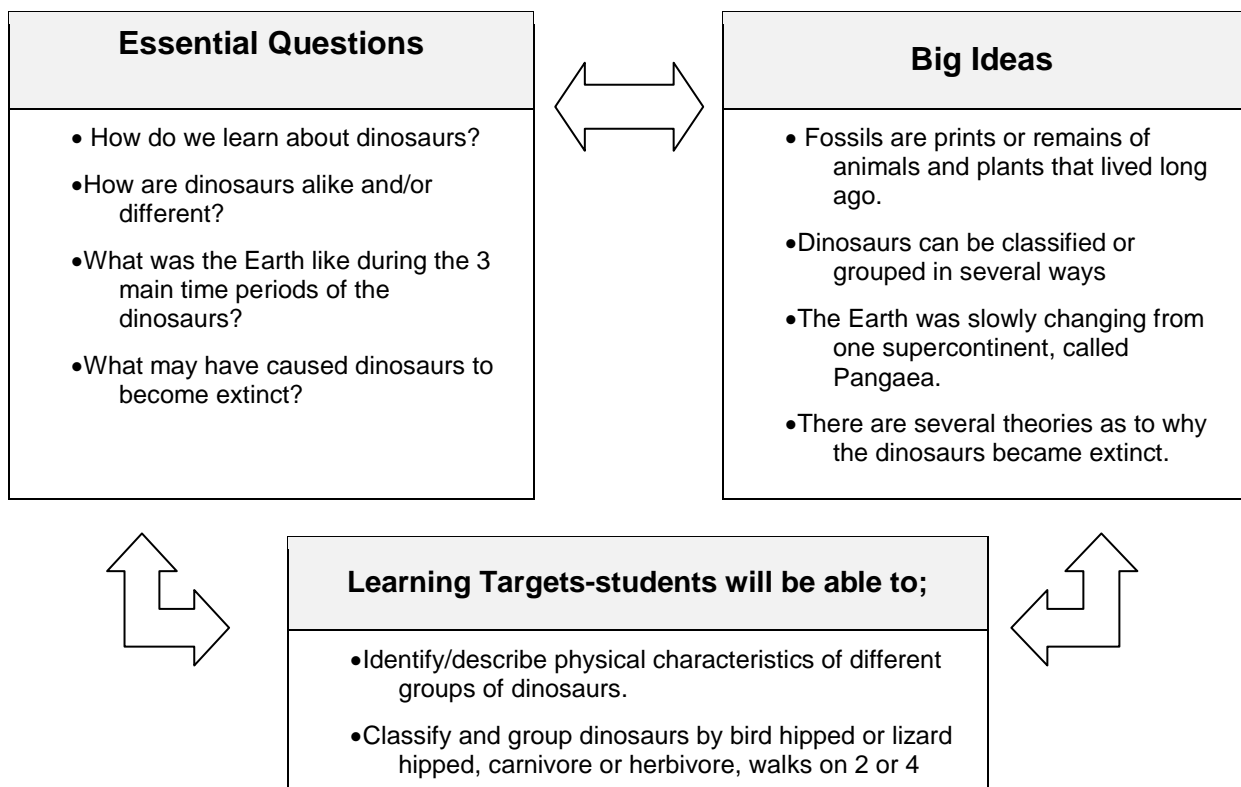 Essential Questions
• How do we learn about dinosaurs?
•How are dinosaurs alike and/or
different?
•What was the Earth like during the 3
main time periods of the
dinosaurs?
•What may have caused dinosaurs to
become extinct?
Big Ideas
• Fossils are prints or remains of
animals and plants that lived long
ago.
•Dinosaurs can be classified or
grouped in several ways
•The Earth was slowly changing from
one supercontinent, called
Pangaea.
•There are several theories as to why
the dinosaurs became extinct.
Learning Targets-students will be able to;
•Identify/describe physical characteristics of different
groups of dinosaurs.
•Classify and group dinosaurs by bird hipped or lizard
hipped, carnivore or herbivore, walks on 2 or 4